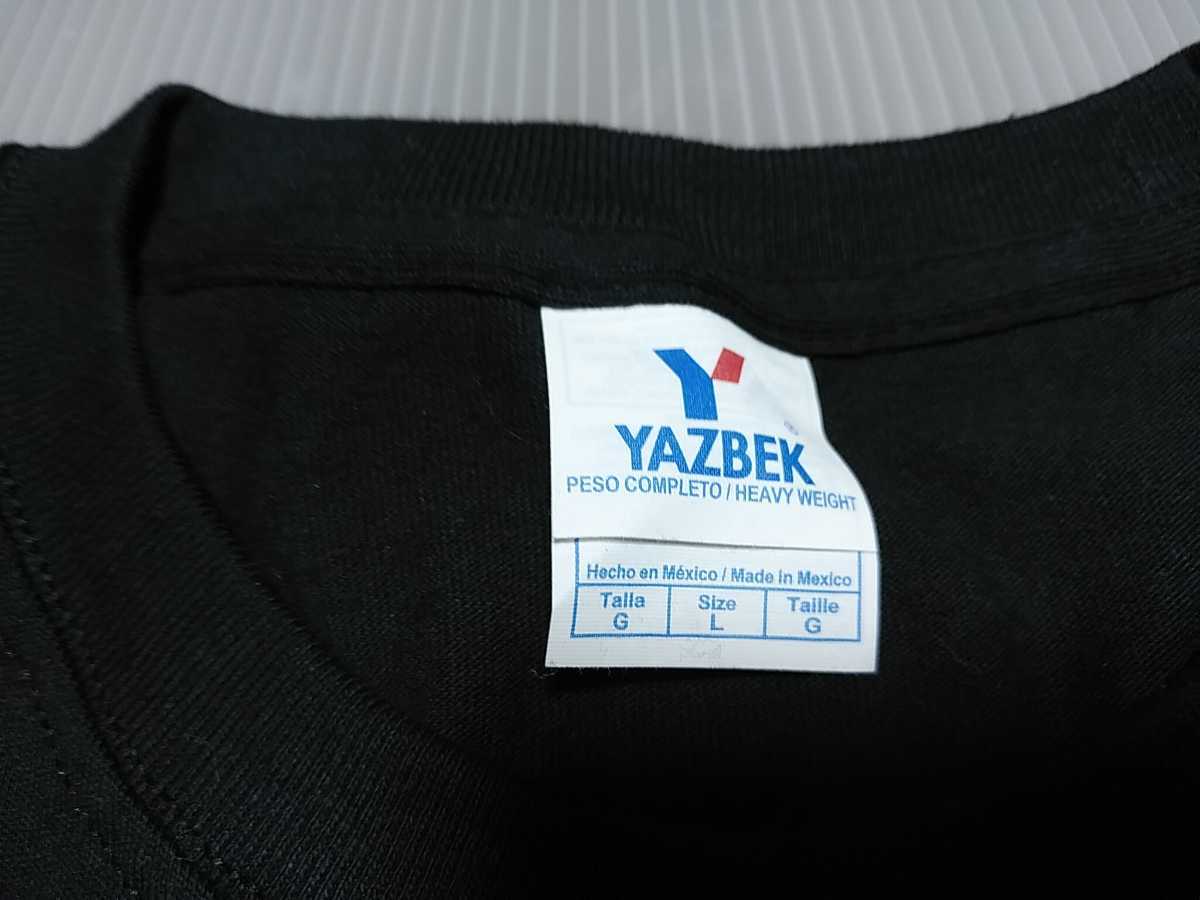 YAZBEK
®
PESO COMPLETO / HEAVY WEIGHT
Hecho en México / Made in Mexico
Talla Size Taille
G L G